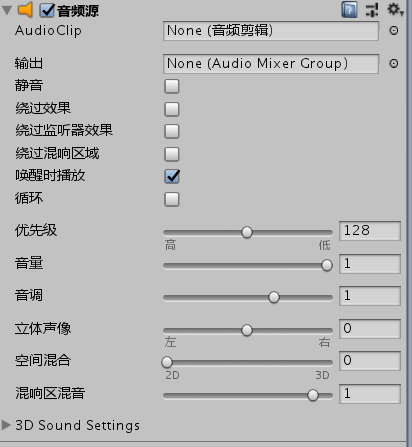 音频源
AudioClip None (音频剪辑)
输出 None (Audio Mixer Group)
静音
绕过效果
绕过监听器效果
绕过混响区域
唤醒时播放
循环
优先级 128
高 低
音量 1
音调 1
立体声像 0
左 右
空间混合 0
2D 3D
混响区混音 1
3D Sound Settings